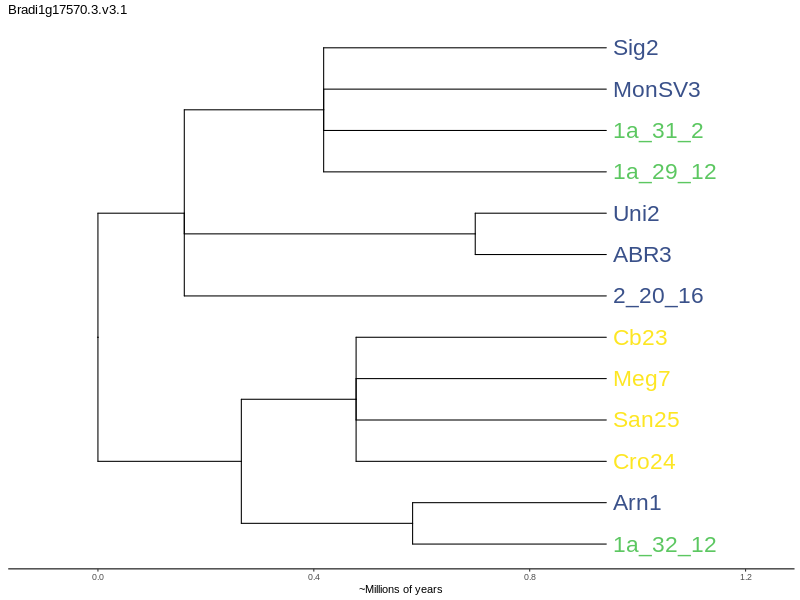 Bradi1g17570.3.v3.1
Sig2
MonSV3
1a_31_2
1a_29_12
Uni2
ABR3
2_20_16
Cb23
Meg7
San25
Cro24
Arn1
1a_32_12
0.0 0.4 0.8 1.2
~Millions of years